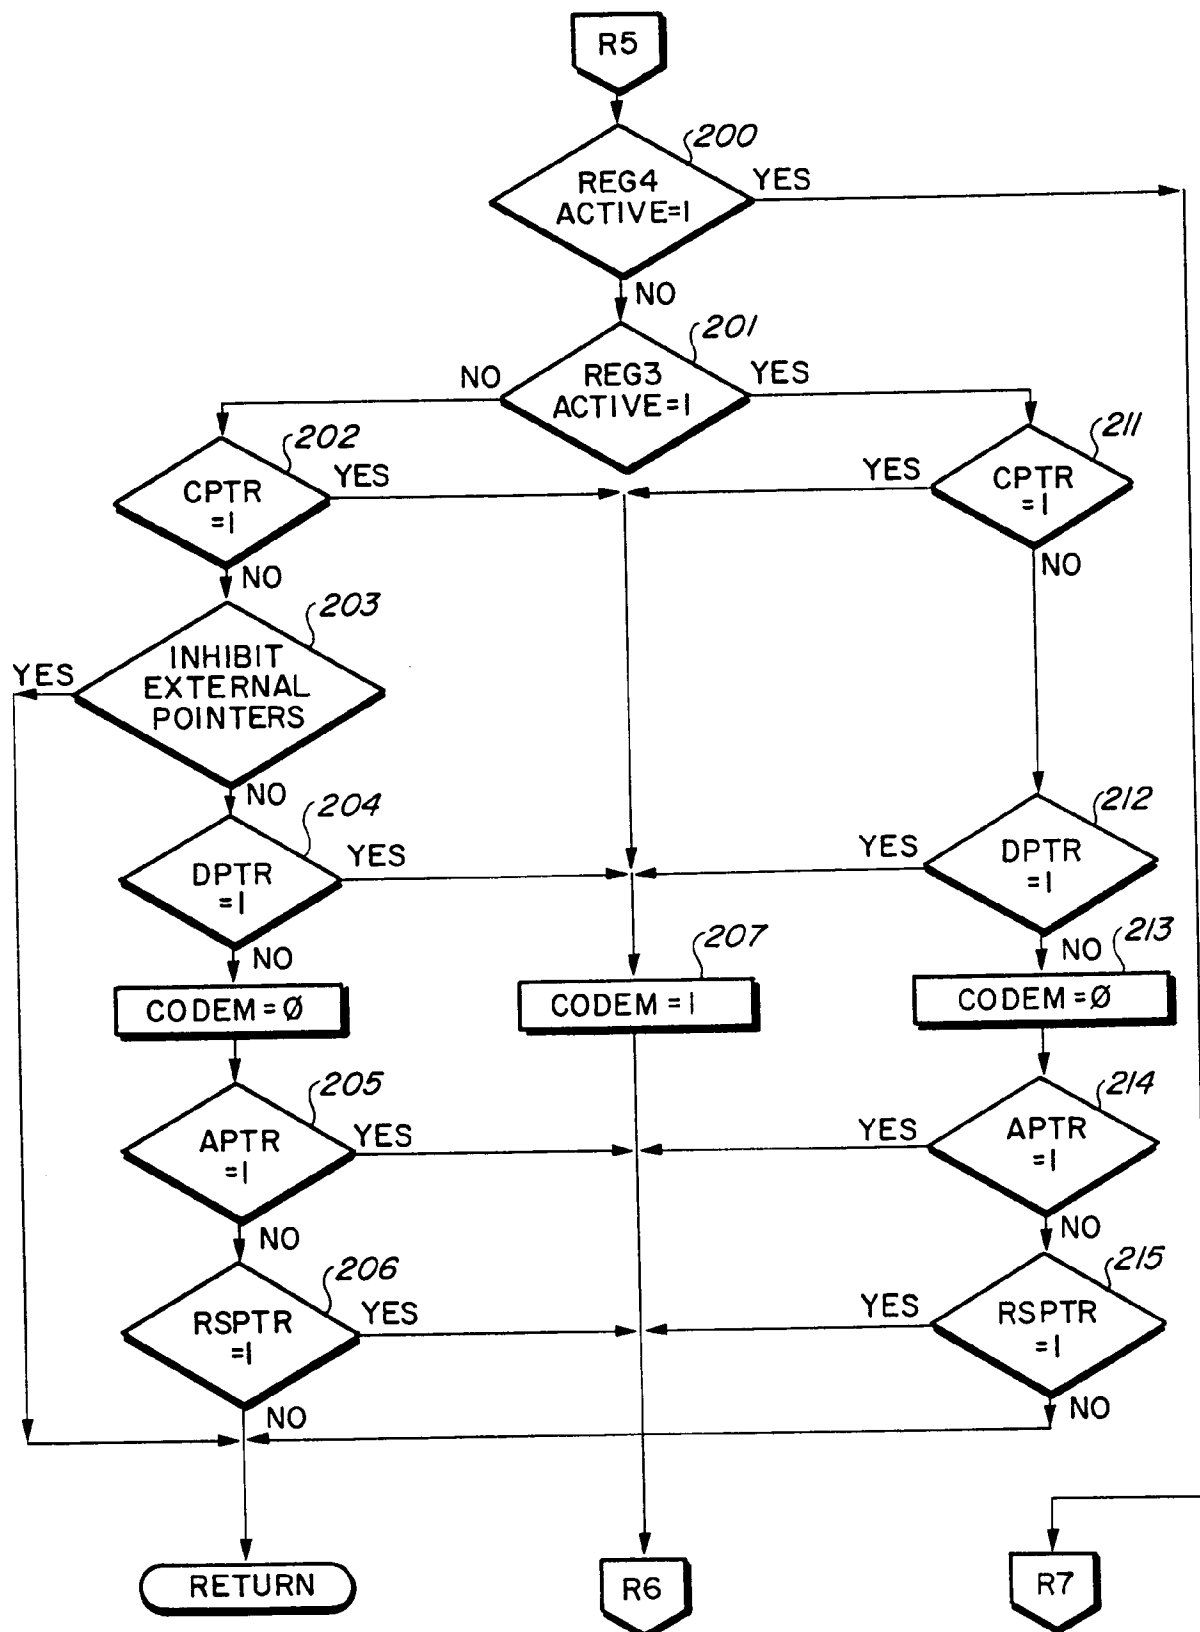 R5
200
REG4
ACTIVE=1
YES
NO
201
NO
REG3
ACTIVE=1
YES
202
CPTR
=1
YES
NO
211
YES
CPTR
=1
NO
203
YES
INHIBIT
EXTERNAL
POINTERS
NO
204
DPTR
=1
YES
NO
212
YES
DPTR
=1
NO
CODEM=Ø
207
CODEM=1
213
CODEM=Ø
205
APTR
=1
YES
NO
214
YES
APTR
=1
NO
206
RSPTR
=1
YES
NO
215
YES
RSPTR
=1
NO
RETURN
R6
R7